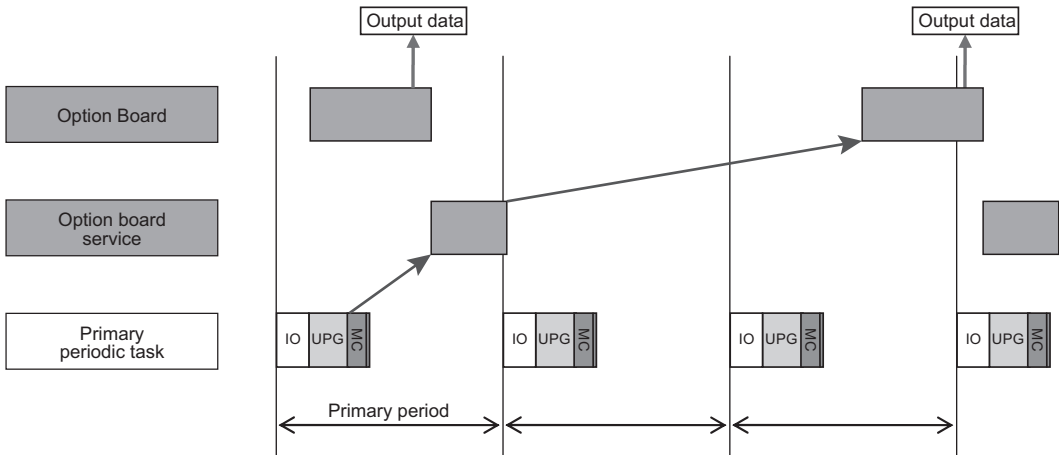 Output data
Output data
Option Board
Option board
service
Primary
periodic task
IO UPG MC
IO UPG MC
IO UPG MC
IO UPG MC
Primary period